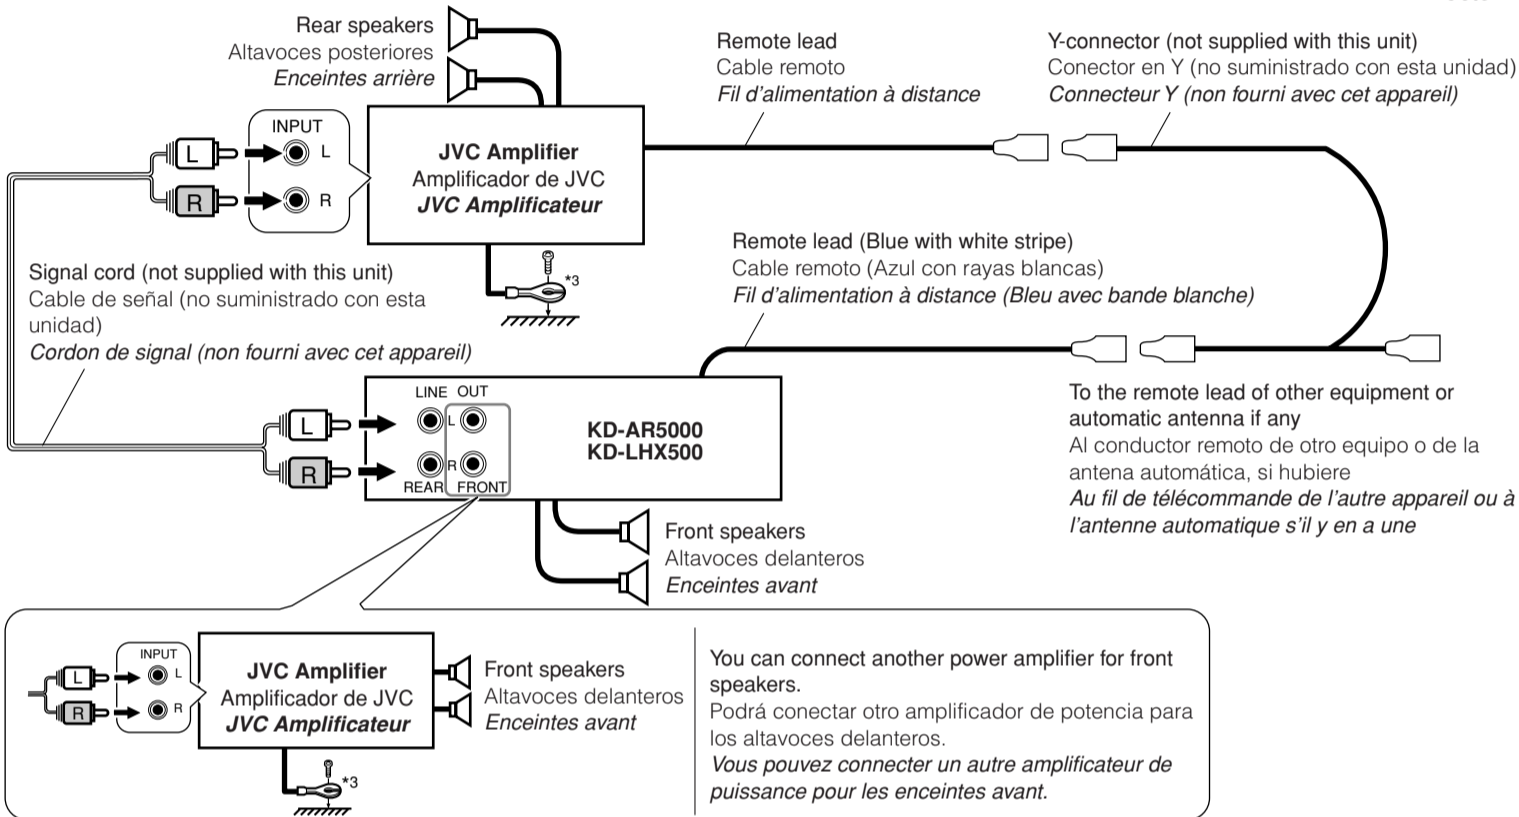 Rear speakers
Altavoces posteriores
Enceintes arrière
Remote lead
Cable remoto
Fil d'alimentation à distance
Y-connector (not supplied with this unit)
Conector en Y (no suministrado con esta unidad)
Connecteur Y (non fourni avec cet appareil)
INPUT
L
L
R
R
JVC Amplifier
Amplificador de JVC
JVC Amplificateur
*3
Signal cord (not supplied with this unit)
Cable de señal (no suministrado con esta
unidad)
Cordon de signal (non fourni avec cet appareil)
Remote lead (Blue with white stripe)
Cable remoto (Azul con rayas blancas)
Fil d'alimentation à distance (Bleu avec bande blanche)
LINE OUT
L
L
R
R
REAR FRONT
KD-AR5000
KD-LHX500
To the remote lead of other equipment or
automatic antenna if any
Al conductor remoto de otro equipo o de la
antena automática, si hubiere
Au fil de télécommande de l'autre appareil ou à
l'antenne automatique s'il y en a une
Front speakers
Altavoces delanteros
Enceintes avant
INPUT
L
L
R
R
JVC Amplifier
Amplificador de JVC
JVC Amplificateur
*3
Front speakers
Altavoces delanteros
Enceintes avant
You can connect another power amplifier for front
speakers.
Podrá conectar otro amplificador de potencia para
los altavoces delanteros.
Vous pouvez connecter un autre amplificateur de
puissance pour les enceintes avant.